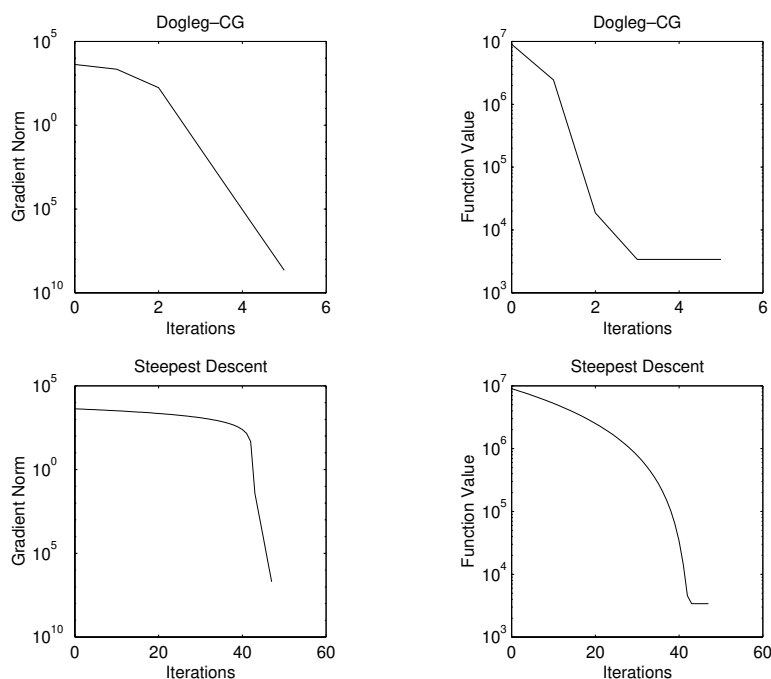 Dogleg–CG
10^5
10^0
10^5
10^10
Gradient Norm
0 2 4 6
Iterations
Dogleg–CG
10^7
10^6
10^5
10^4
10^3
Function Value
0 2 4 6
Iterations
Steepest Descent
10^5
10^0
10^5
10^10
Gradient Norm
0 20 40 60
Iterations
Steepest Descent
10^7
10^6
10^5
10^4
10^3
Function Value
0 20 40 60
Iterations